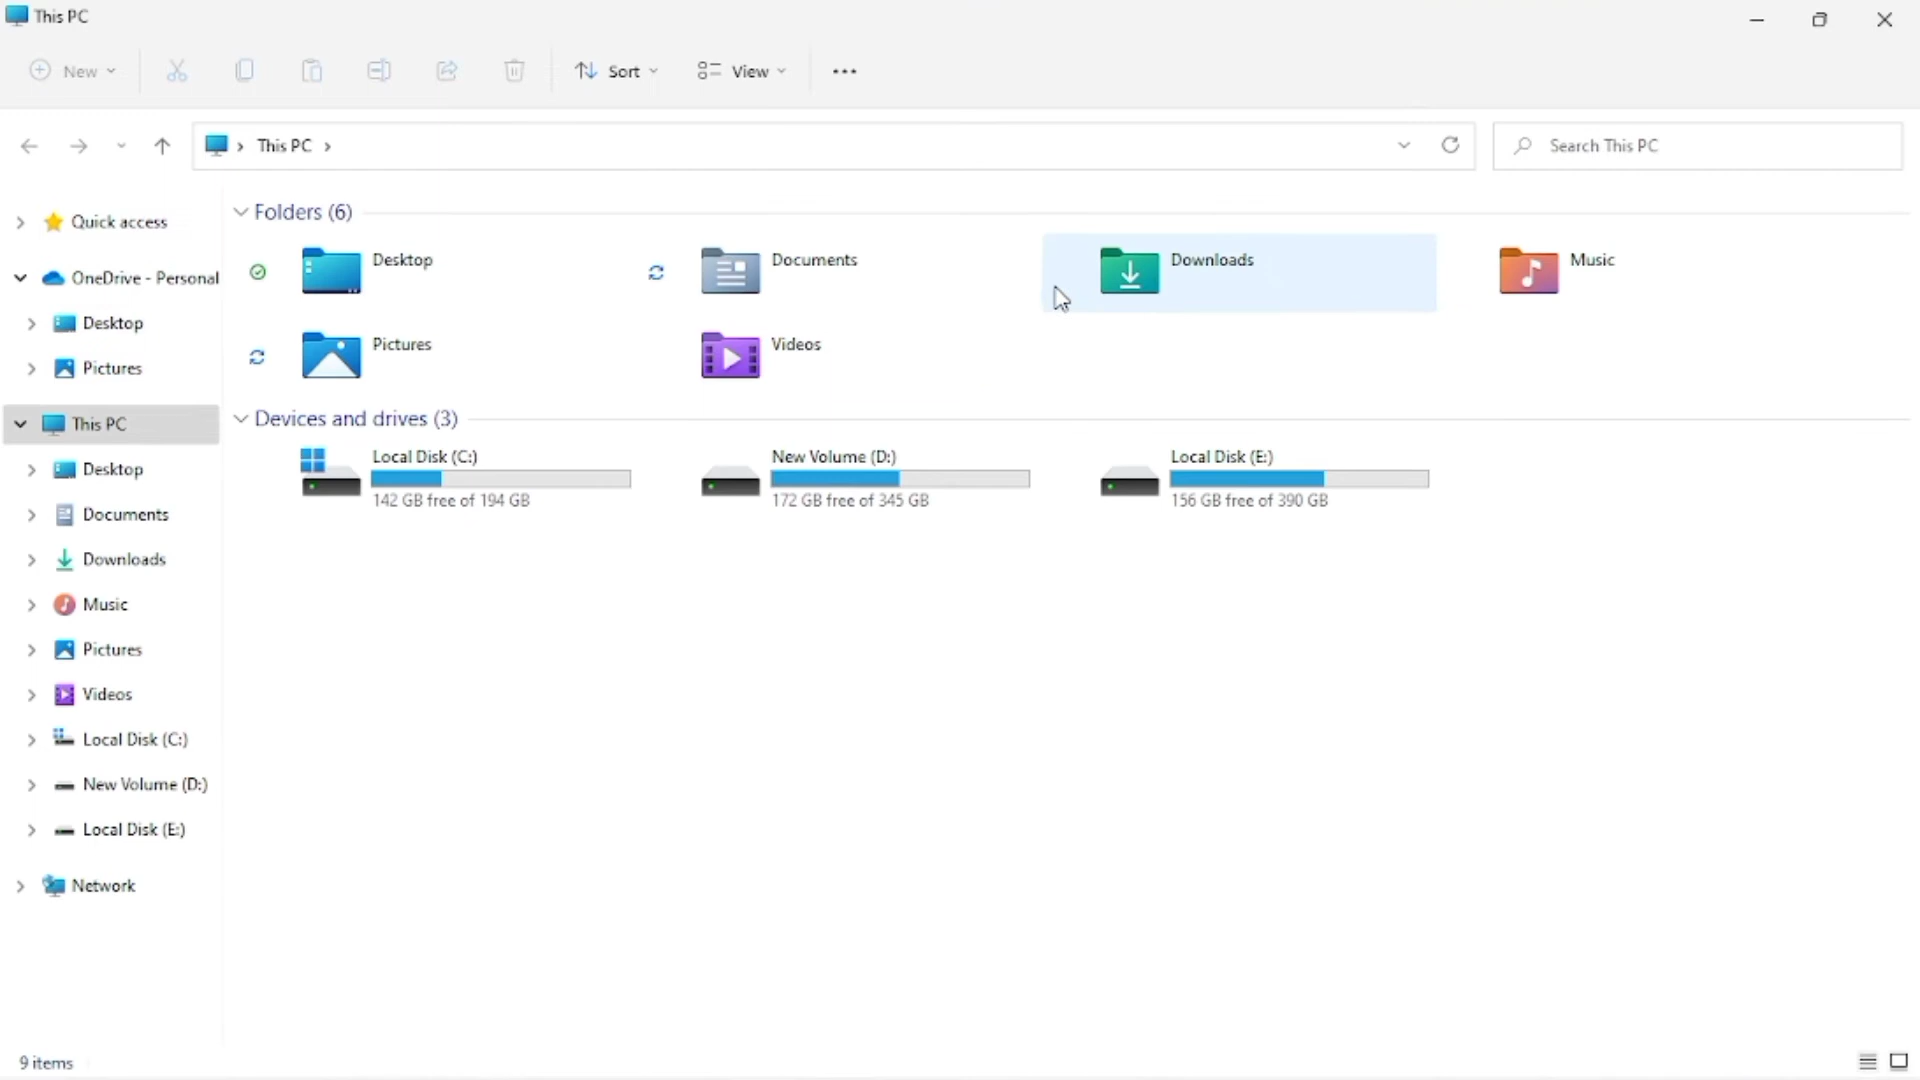 This PC
New
Sort
View
This PC
Search This PC
Quick access
OneDrive - Personal
Desktop
Pictures
This PC
Desktop
Documents
Downloads
Music
Pictures
Videos
Local Disk (C:)
New Volume (D:)
Local Disk (E:)
Network
Folders (6)
Desktop
Documents
Downloads
Music
Pictures
Videos
Devices and drives (3)
Local Disk (C:)
142 GB free of 194 GB
New Volume (D:)
172 GB free of 345 GB
Local Disk (E:)
156 GB free of 390 GB
9 items